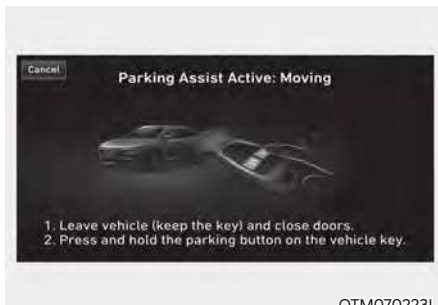 Cancel
Parking Assist Active: Moving
1. Leave vehicle (keep the key) and close doors.
2. Press and hold the parking button on the vehicle key.
OTM070223L